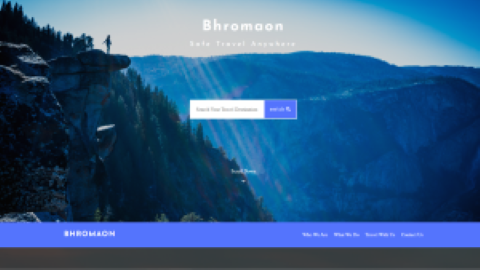 Bhromaon
Safe Travel Anywhere
Search Your Travel Destination
search
Scroll Down
BHROMAON
Who We Are What We Do Travel With Us Contact Us